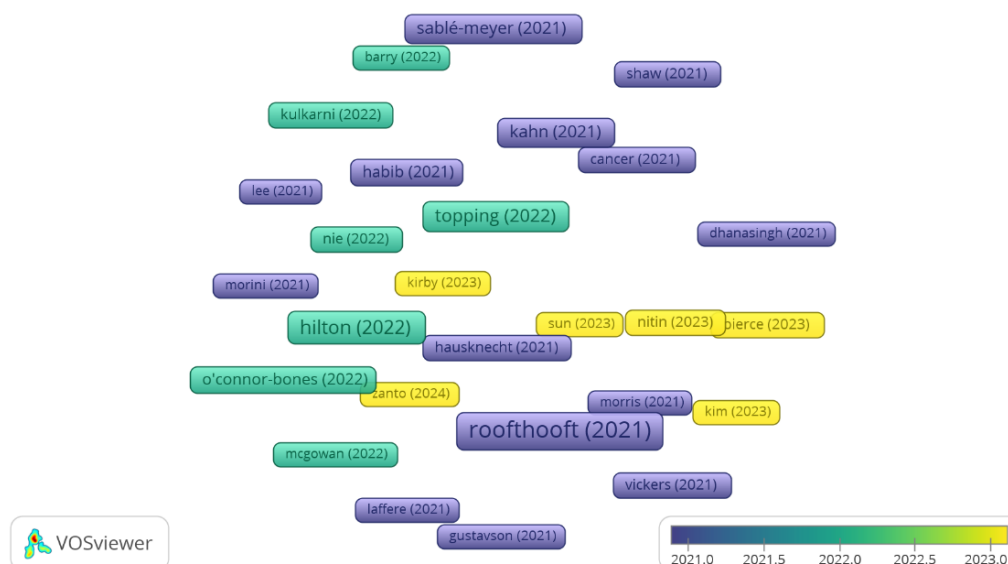 sablé-meyer (2021)
barry (2022)
shaw (2021)
kulkarni (2022)
kahn (2021)
cancer (2021)
habib (2021)
lee (2021)
topping (2022)
dhanasingh (2021)
nie (2022)
kirby (2023)
morini (2021)
hilton (2022)
sun (2023)
nitin (2023)
pierce (2023)
hausknecht (2021)
o'connor-bones (2022)
zanto (2024)
morris (2021)
kim (2023)
roofthooft (2021)
mcgowan (2022)
vickers (2021)
laffere (2021)
gustavson (2021)
VOSviewer
2021.0 2021.5 2022.0 2022.5 2023.0